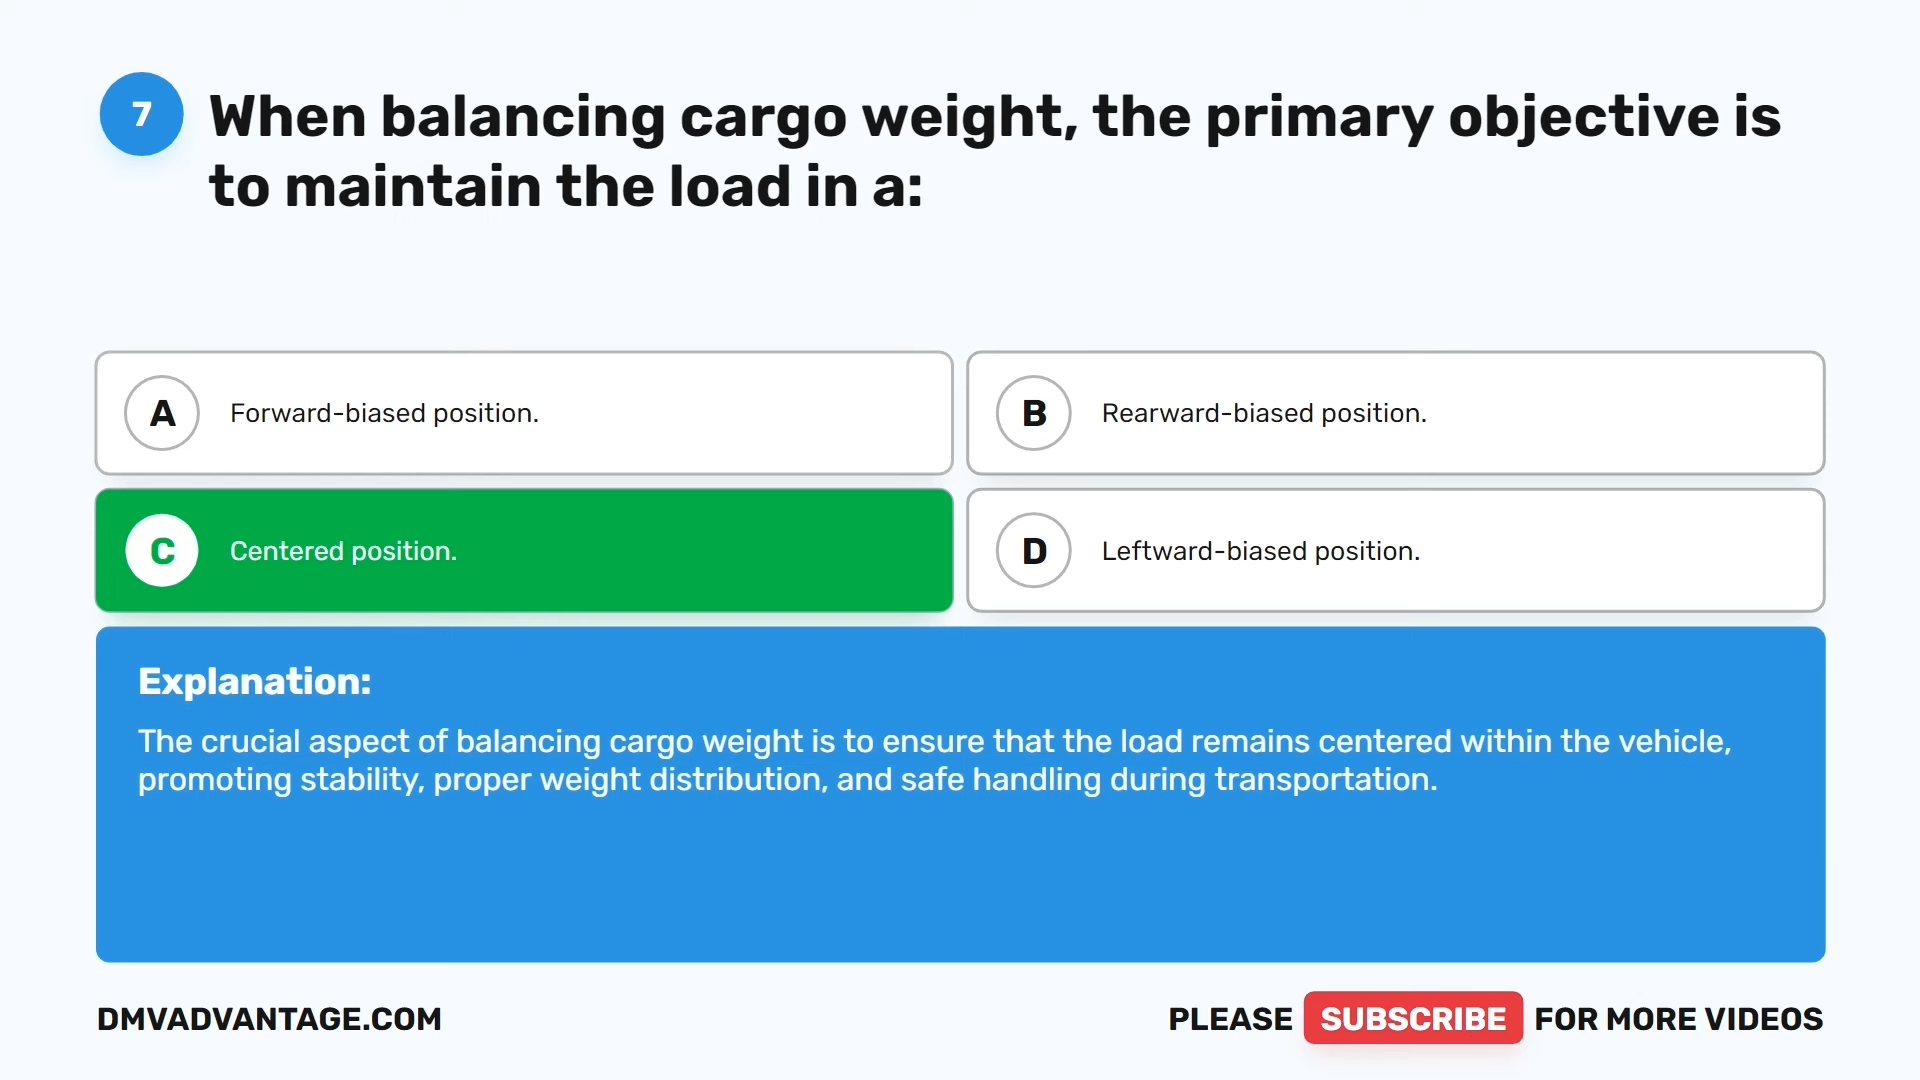 7
When balancing cargo weight, the primary objective is
to maintain the load in a:
A
Forward-biased position.
B
Rearward-biased position.
C
Centered position.
D
Leftward-biased position.
Explanation:
The crucial aspect of balancing cargo weight is to ensure that the load remains centered within the vehicle,
promoting stability, proper weight distribution, and safe handling during transportation.
DMVADVANTAGE.COM
PLEASE SUBSCRIBE FOR MORE VIDEOS